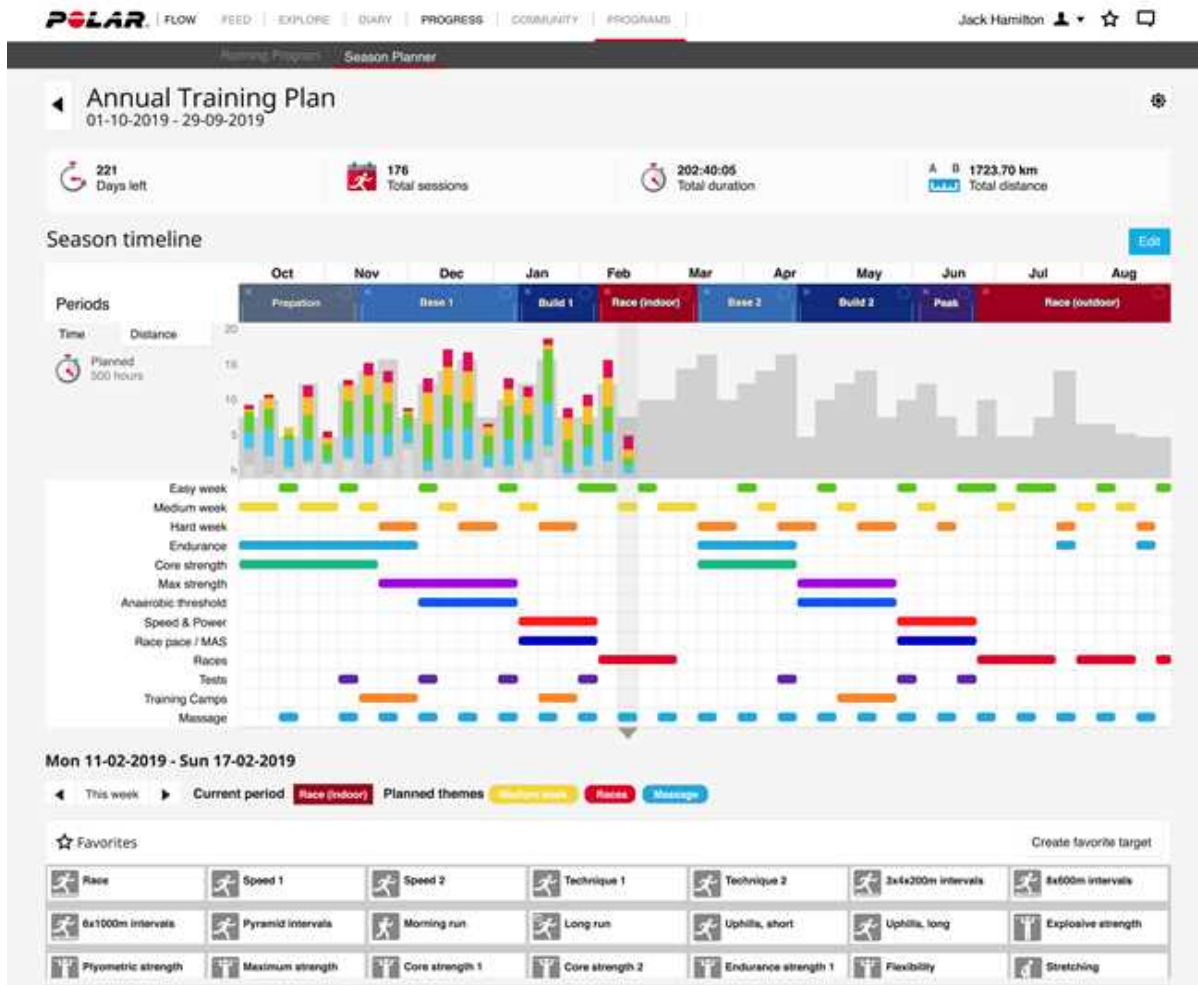 POLAR. FLOW FEED EXPLORE DIARY PROGRESS COMMUNITY PROGRAMS Jack Hamilton
Running Program Season Planner
Annual Training Plan
01-10-2019 - 29-09-2019
221 176 202:40:05 A B 1723.70 km
Days left Total sessions Total duration Total distance
Season timeline Edit
Oct Nov Dec Jan Feb Mar Apr May Jun Jul Aug
Periods Prepation Base 1 Build 1 Race (indoor) Base 2 Build 2 Peak Race (outdoor)
Time Distance 20
Planned 15
500 hours
10
5
h
Easy week
Medium week
Hard week
Endurance
Core strength
Max strength
Anaerobic threshold
Speed & Power
Race pace / MAS
Races
Tests
Training Camps
Massage
Mon 11-02-2019 - Sun 17-02-2019
This week Current period Race (indoor) Planned themes Medium week Races Massage
Favorites Create favorite target
Race Speed 1 Speed 2 Technique 1 Technique 2 3x4x200m intervals 8x600m intervals
6x1000m intervals Pyramid intervals Morning run Long run Uphills, short Uphills, long Explosive strength
Plyometric strength Maximum strength Core strength 1 Core strength 2 Endurance strength 1 Flexibility Stretching